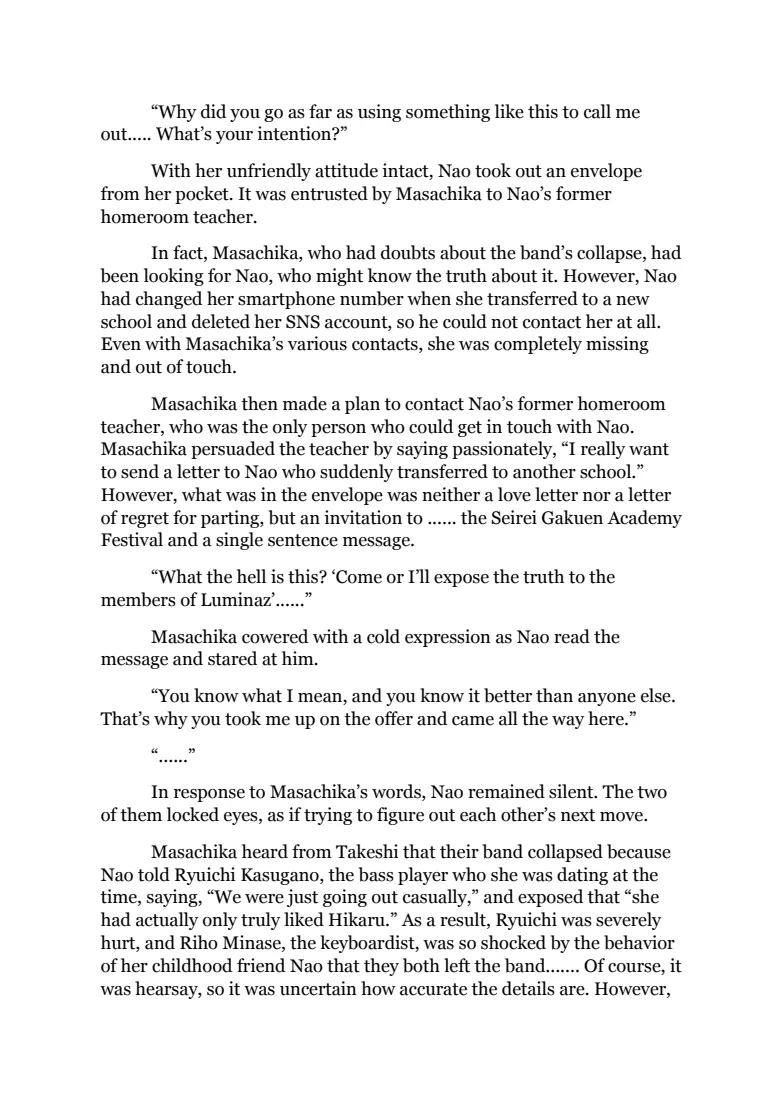 “Why did you go as far as using something like this to call me
out..... What’s your intention?”
With her unfriendly attitude intact, Nao took out an envelope
from her pocket. It was entrusted by Masachika to Nao’s former
homeroom teacher.
In fact, Masachika, who had doubts about the band’s collapse, had
been looking for Nao, who might know the truth about it. However, Nao
had changed her smartphone number when she transferred to a new
school and deleted her SNS account, so he could not contact her at all.
Even with Masachika’s various contacts, she was completely missing
and out of touch.
Masachika then made a plan to contact Nao’s former homeroom
teacher, who was the only person who could get in touch with Nao.
Masachika persuaded the teacher by saying passionately, “I really want
to send a letter to Nao who suddenly transferred to another school.”
However, what was in the envelope was neither a love letter nor a letter
of regret for parting, but an invitation to ...... the Seirei Gakuen Academy
Festival and a single sentence message.
“What the hell is this? ‘Come or I’ll expose the truth to the
members of Luminaz’......”
Masachika cowered with a cold expression as Nao read the
message and stared at him.
“You know what I mean, and you know it better than anyone else.
That’s why you took me up on the offer and came all the way here.”
“......”
In response to Masachika’s words, Nao remained silent. The two
of them locked eyes, as if trying to figure out each other’s next move.
Masachika heard from Takeshi that their band collapsed because
Nao told Ryuichi Kasugano, the bass player who she was dating at the
time, saying, “We were just going out casually,” and exposed that “she
had actually only truly liked Hikaru.” As a result, Ryuichi was severely
hurt, and Riho Minase, the keyboardist, was so shocked by the behavior
of her childhood friend Nao that they both left the band....... Of course, it
was hearsay, so it was uncertain how accurate the details are. However,